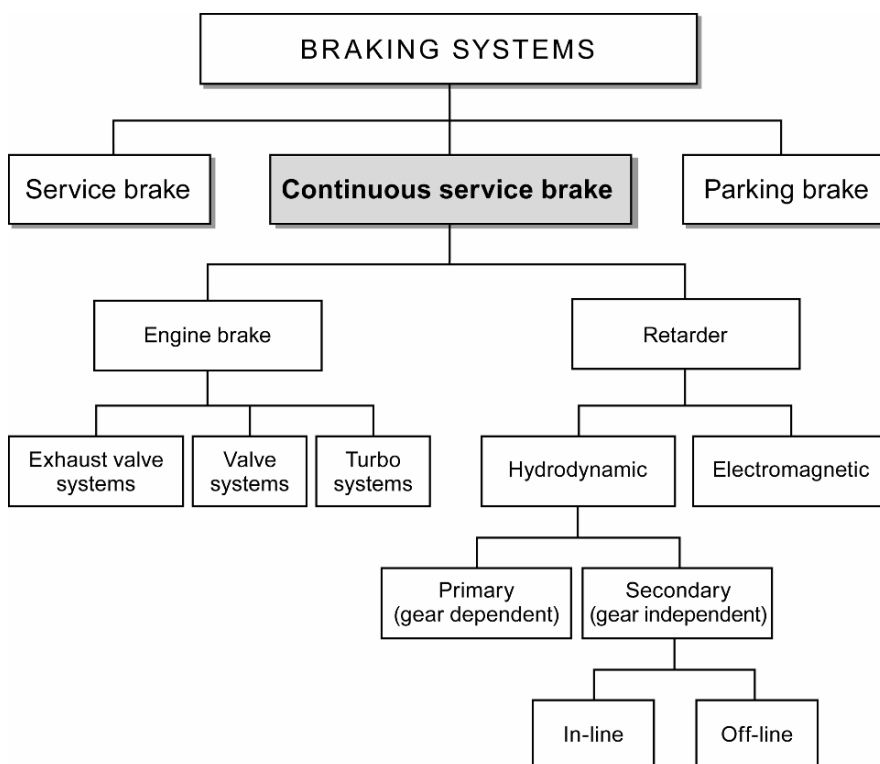 BRAKING SYSTEMS
Service brake
Continuous service brake
Parking brake
Engine brake
Retarder
Exhaust valve
systems
Valve
systems
Turbo
systems
Hydrodynamic
Electromagnetic
Primary
(gear dependent)
Secondary
(gear independent)
In-line
Off-line